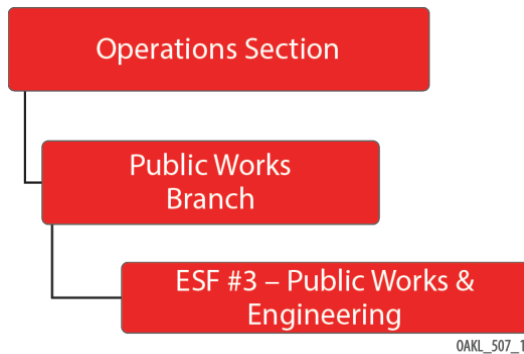 Operations Section
Public Works
Branch
ESF #3 – Public Works &
Engineering
OAKL_507_1